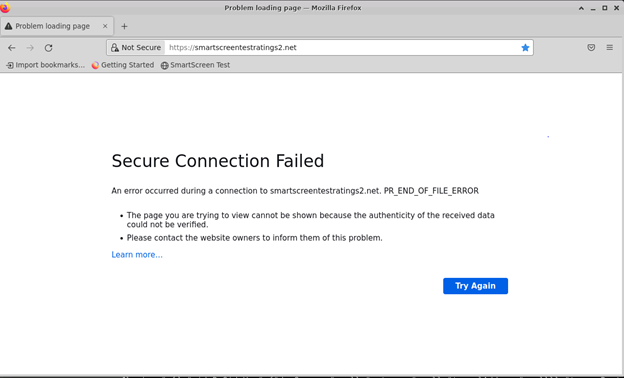 Problem loading page — Mozilla Firefox
Problem loading page
Not Secure https://smartscreentestratings2.net
Import bookmarks... Getting Started SmartScreen Test
Secure Connection Failed
An error occurred during a connection to smartscreentestratings2.net. PR_END_OF_FILE_ERROR
• The page you are trying to view cannot be shown because the authenticity of the received data
could not be verified.
• Please contact the website owners to inform them of this problem.
Learn more...
Try Again